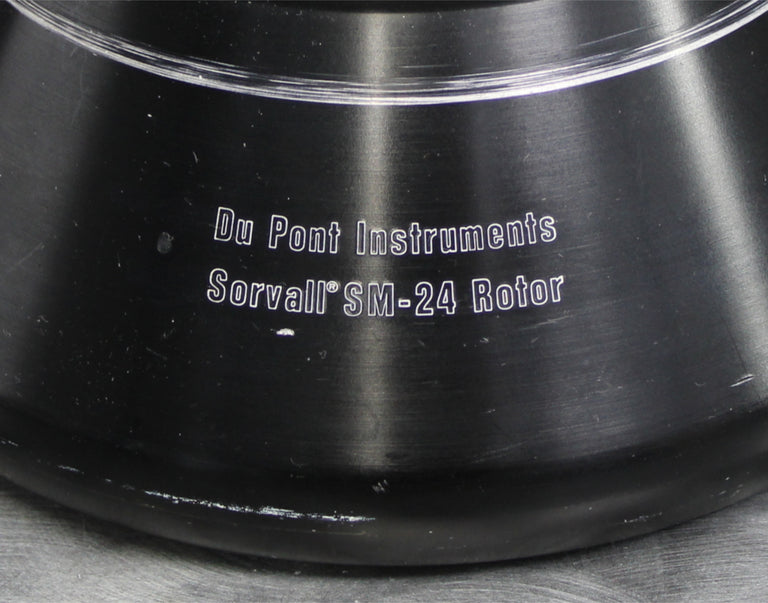 Du Pont Instruments
Sorvall® SM-24 Rotor